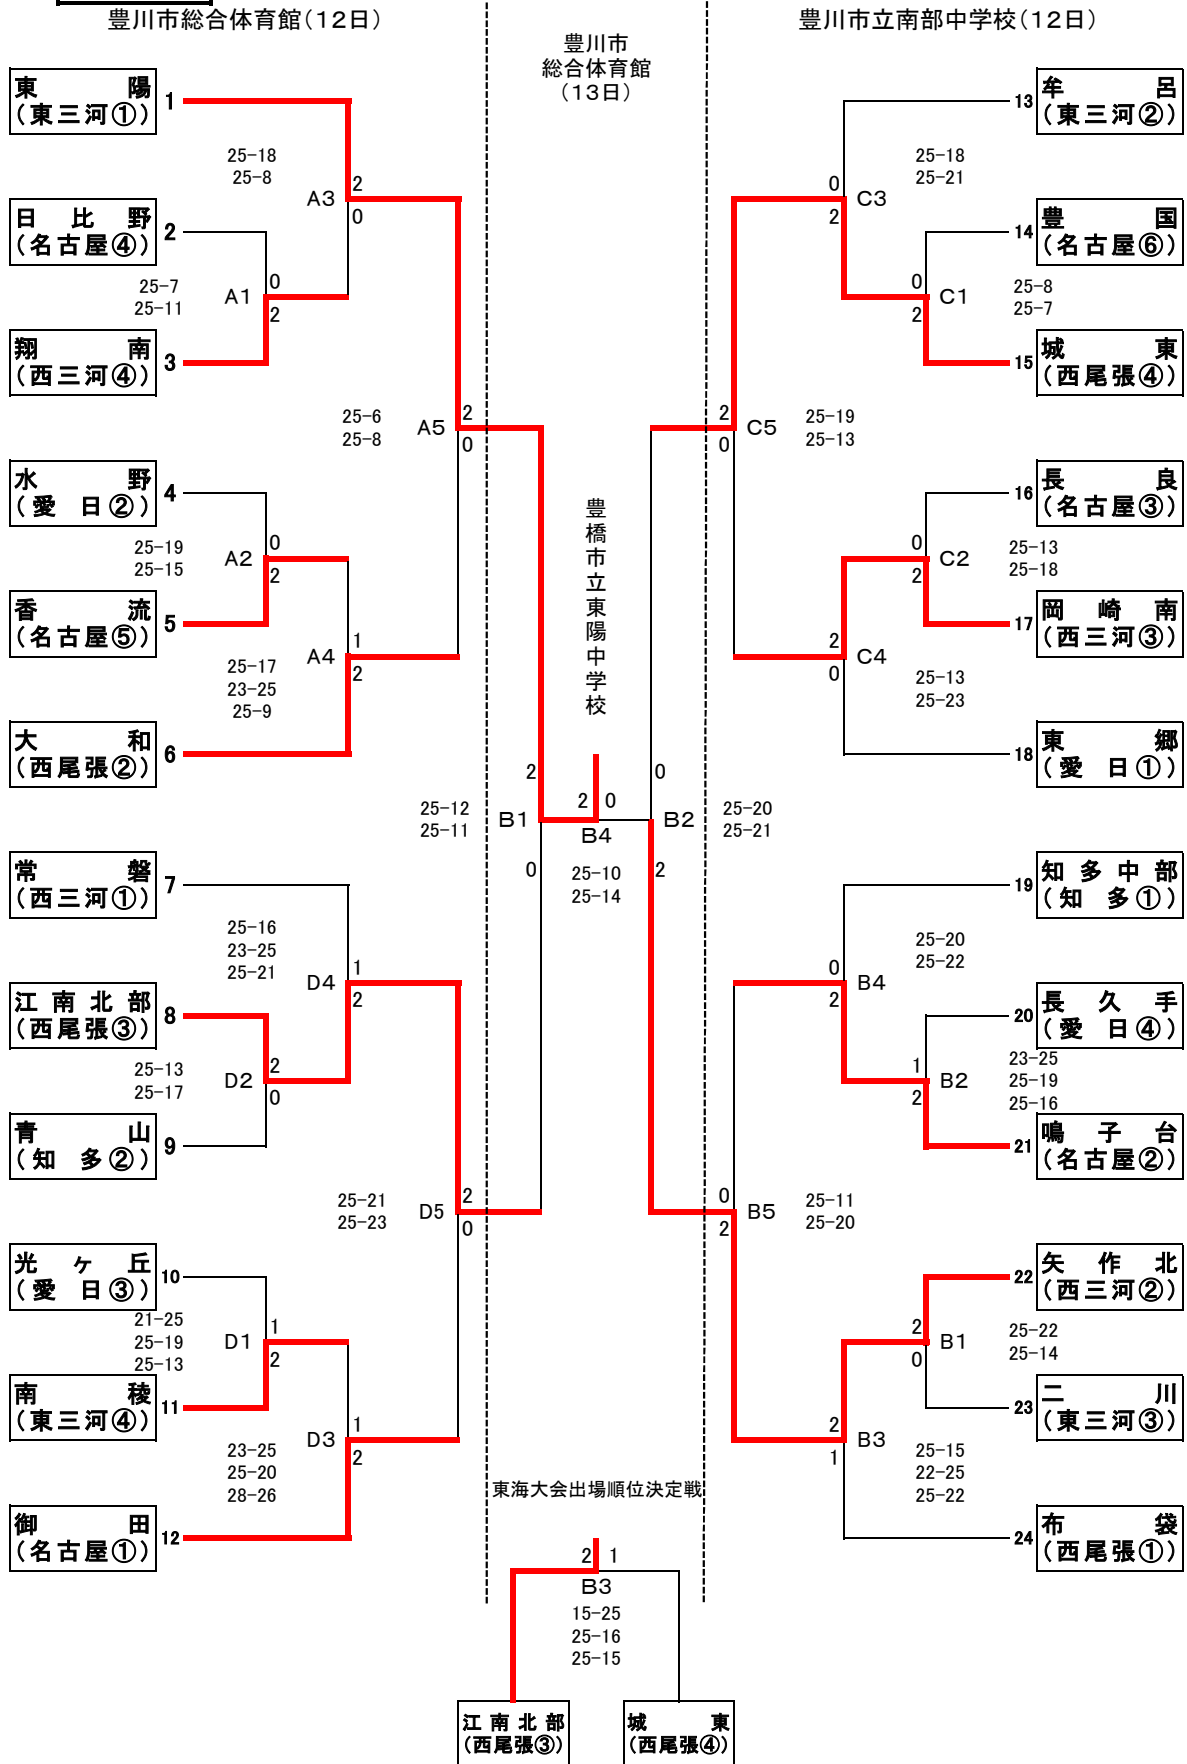 豊川市総合体育館(12日)
豊川市
総合体育館
(13日)
豊川市立南部中学校(12日)
東陽
(東三河①)
1
25-18
25-8
A3
2
0
日比野
(名古屋④)
2
25-7
25-11
A1
0
2
翔南
(西三河④)
3
25-6
25-8
A5
2
0
水野
(愛日②)
4
25-19
25-15
A2
0
2
香流
(名古屋⑤)
5
25-17
23-25
25-9
A4
1
2
大和
(西尾張②)
6
常磐
(西三河①)
7
25-16
23-25
25-21
D4
1
2
江南北部
(西尾張③)
8
25-13
25-17
D2
2
0
青山
(知多②)
9
25-21
25-23
D5
2
0
光ヶ丘
(愛日③)
10
21-25
25-19
25-13
D1
1
2
南稜
(東三河④)
11
23-25
25-20
28-26
D3
1
2
御田
(名古屋①)
12
豊橋市立東陽中学校
2
25-12
25-11
B1
0
2 0
B4
25-10
25-14
0
B2
2
25-20
25-21
13
牟呂
(東三河②)
25-18
25-21
0
2
C3
14
豊国
(名古屋⑥)
0
2
C1
25-8
25-7
15
城東
(西尾張④)
2
0
C5
25-19
25-13
16
長良
(名古屋③)
0
2
C2
25-13
25-18
17
岡崎南
(西三河③)
2
0
C4
25-13
25-23
18
東郷
(愛日①)
19
知多中部
(知多①)
25-20
25-22
0
2
B4
20
長久手
(愛日④)
1
2
B2
23-25
25-19
25-16
21
鳴子台
(名古屋②)
0
2
B5
25-11
25-20
22
矢作北
(西三河②)
2
0
B1
25-22
25-14
23
二川
(東三河③)
2
1
B3
25-15
22-25
25-22
24
布袋
(西尾張①)
東海大会出場順位決定戦
2 1
B3
15-25
25-16
25-15
江南北部
(西尾張③)
城東
(西尾張④)